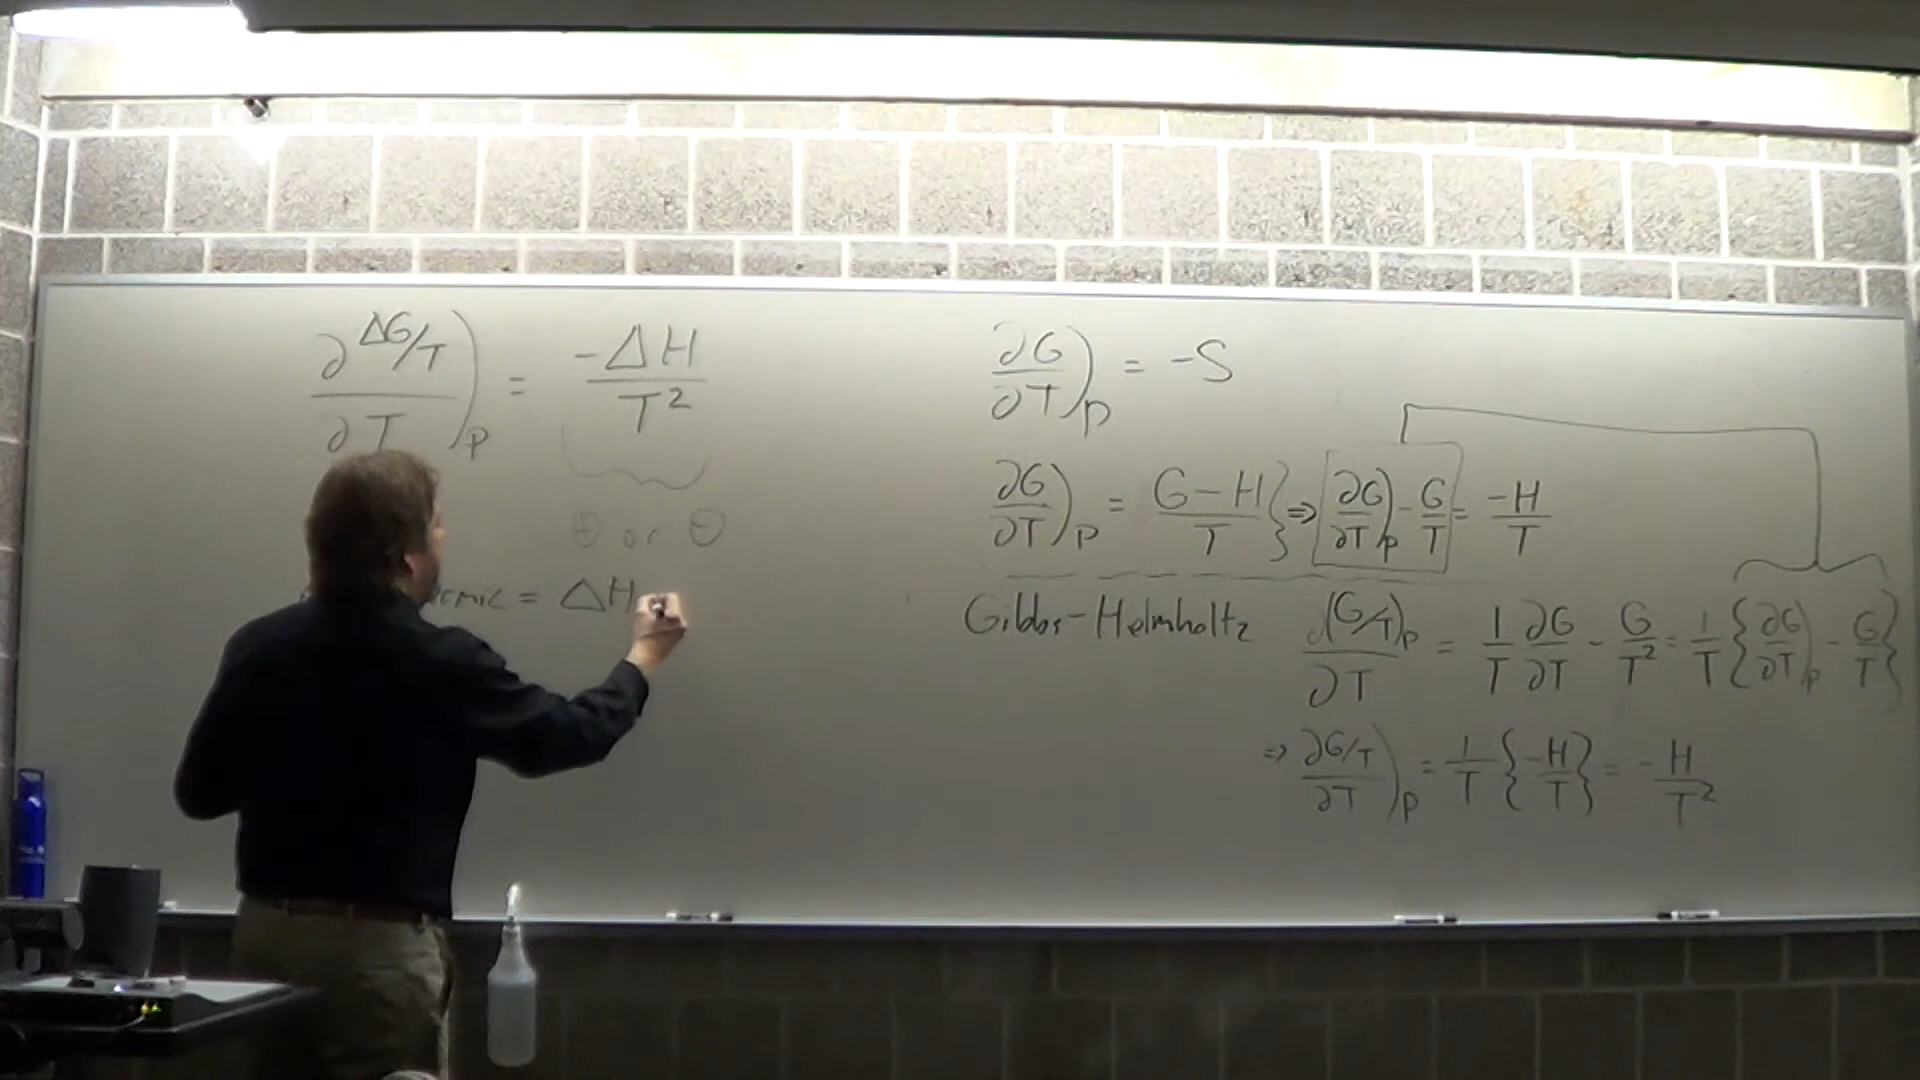 ∂ΔG/T / ∂T )P = -ΔH / T²
⊕ or ⊖
= ΔH
∂G/∂T )P = -S
∂G/∂T )P = G-H / T } ⇒ ∂G/∂T )P - G/T = -H/T
Gibbs-Helmholtz ∂(G/T)P / ∂T = 1/T ∂G/∂T - G/T² = 1/T { ∂G/∂T )P - G/T }
⇒ ∂G/T / ∂T )P = 1/T { -H/T } = -H/T²